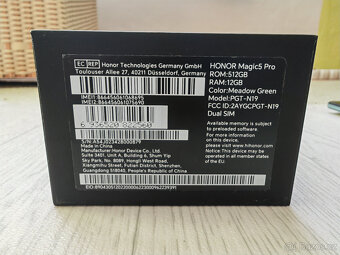 EC REP Honor Technologies Germany GmbH
Toulouser Allee 27, 40211 Düsseldorf, Germany
HONOR Magic5 Pro
ROM:512GB
RAM:12GB
Color:Meadow Green
Model:PGT-N19
FCC ID:2AYGCPGT-N19
Dual SIM
Available memory is subject
to preinstalled software.
Designed by HONOR
www.hihonor.com
This device may be operated
in all member states of
the EU.
Made in China
Manufacturer:Honor Device Co., Ltd.
Suite 3401, Unit A, Building 6, Shum Yip
Sky Park, No. 8089, Hongli West Road,
Xiangmihu Street, Futian District, Shenzhen,
Guangdong 518040, People's Republic of China